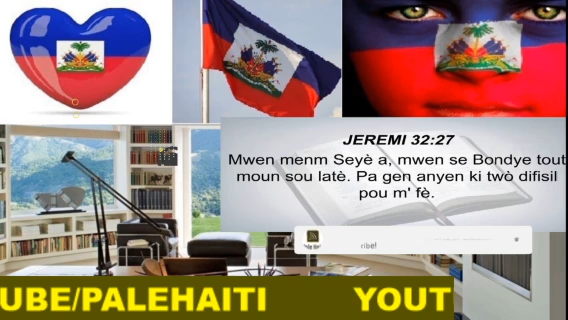 JEREMI 32:27
Mwen menm Seyè a, mwen se Bondye tout
moun sou latè. Pa gen anyen ki twò difisil
pou m' fè.
ribe!
UBE/PALEHAITI YOUT